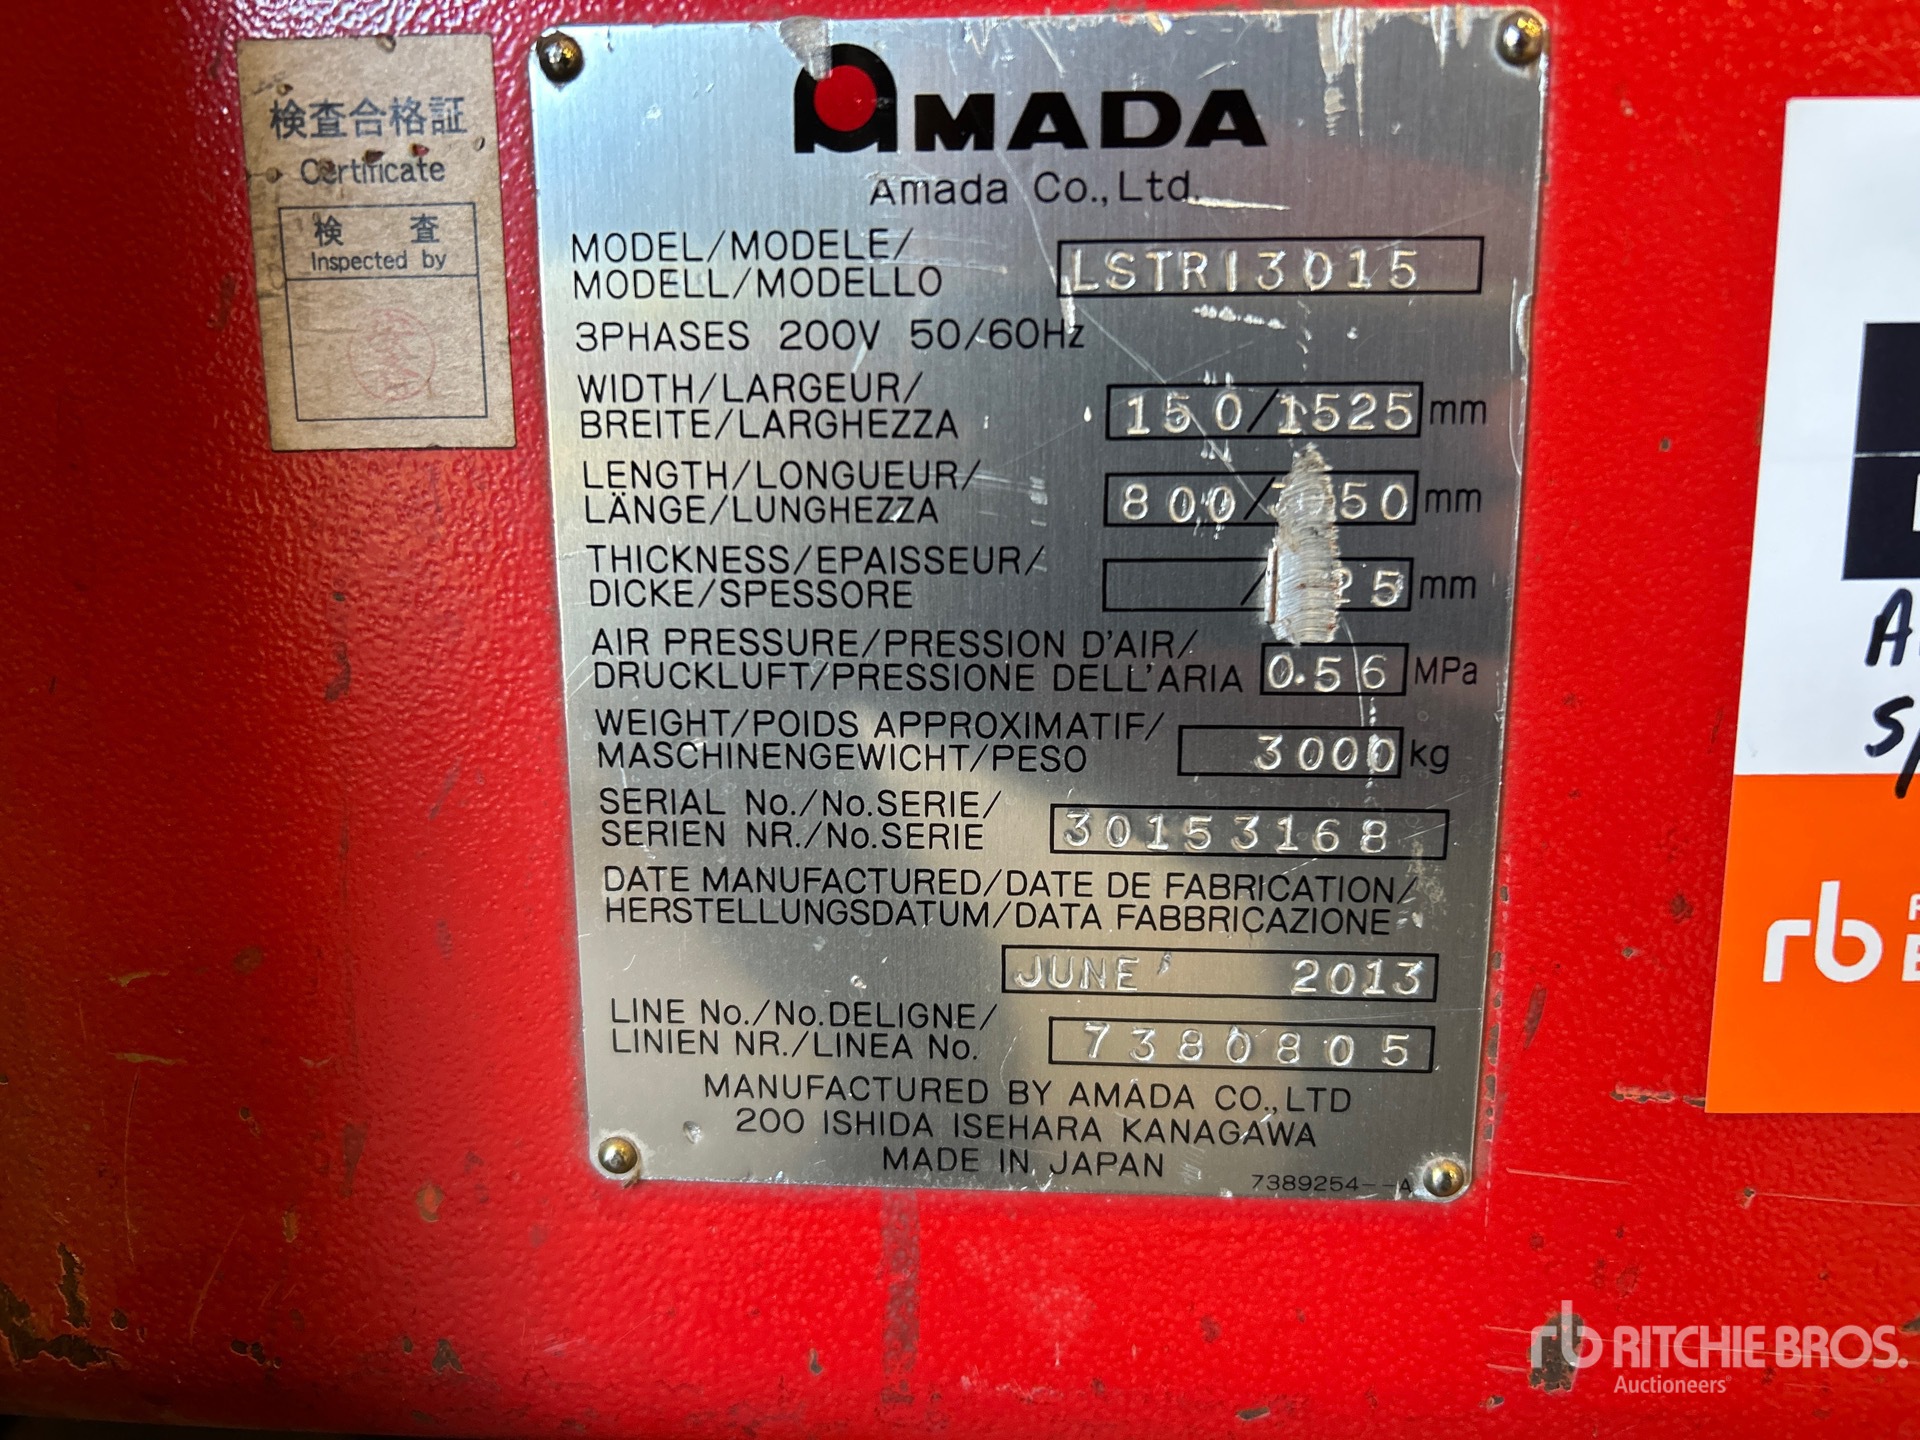 検査合格証
Certificate
検 査
Inspected by
AMADA
Amada Co.,Ltd.
MODEL/MODELE/
MODELL/MODELLO
LSTRI3015
3PHASES 200V 50/60Hz
WIDTH/LARGEUR/
BREITE/LARGHEZZA
150/1525 mm
LENGTH/LONGUEUR/
LÄNGE/LUNGHEZZA
800/ mm
THICKNESS/EPAISSEUR/
DICKE/SPESSORE
mm
AIR PRESSURE/PRESSION D'AIR/
DRUCKLUFT/PRESSIONE DELL'ARIA
0.56 MPa
WEIGHT/POIDS APPROXIMATIF/
MASCHINENGEWICHT/PESO
3000 kg
SERIAL No./No.SERIE/
SERIEN NR./No.SERIE
30153168
DATE MANUFACTURED/DATE DE FABRICATION/
HERSTELLUNGSDATUM/DATA FABBRICAZIONE
JUNE 2013
LINE No./No.DELIGNE/
LINIEN NR./LINEA No.
7380805
MANUFACTURED BY AMADA CO.,LTD
200 ISHIDA ISEHARA KANAGAWA
MADE IN JAPAN
7389254--A
rb
rb RITCHIE BROS.
Auctioneers